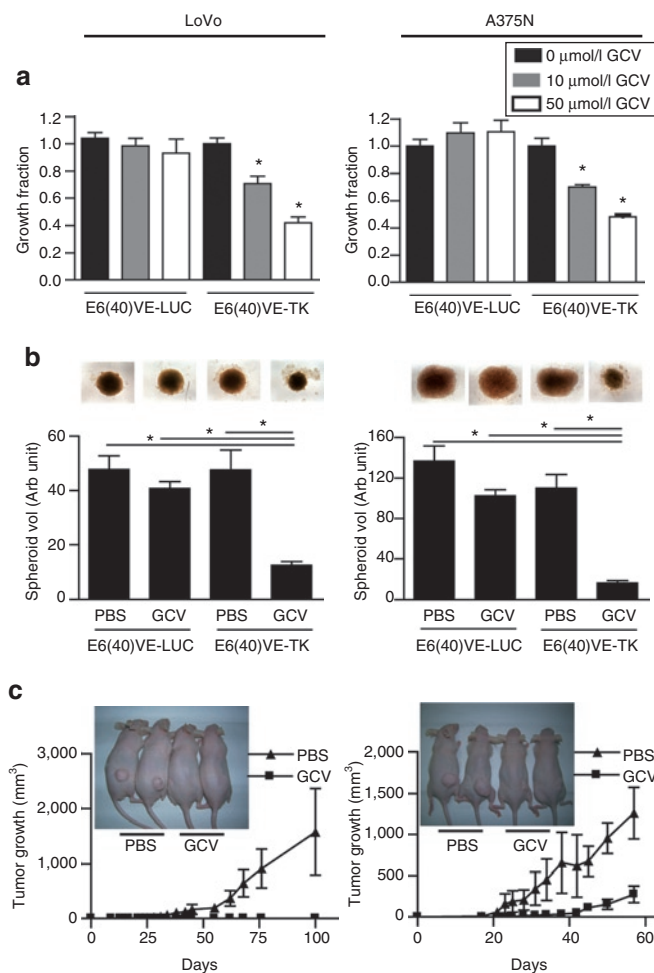 LoVo
A375N
0 μmol/l GCV
10 μmol/l GCV
50 μmol/l GCV
a
Growth fraction
1.2
1.0
0.8
0.6
0.4
0.2
0.0
* *
E6(40)VE-LUC E6(40)VE-TK
Growth fraction
1.2
1.0
0.8
0.6
0.4
0.2
0.0
* *
E6(40)VE-LUC E6(40)VE-TK
b
Spheroid vol (Arb unit)
60
40
20
0
* * *
PBS GCV PBS GCV
E6(40)VE-LUC E6(40)VE-TK
Spheroid vol (Arb unit)
160
120
80
40
0
* * *
PBS GCV PBS GCV
E6(40)VE-LUC E6(40)VE-TK
c
Tumor growth (mm³)
3,000
2,000
1,000
0
PBS
GCV
PBS GCV
0 25 50 75 100
Days
Tumor growth (mm³)
2,000
1,500
1,000
500
0
PBS
GCV
PBS GCV
0 20 40 60
Days